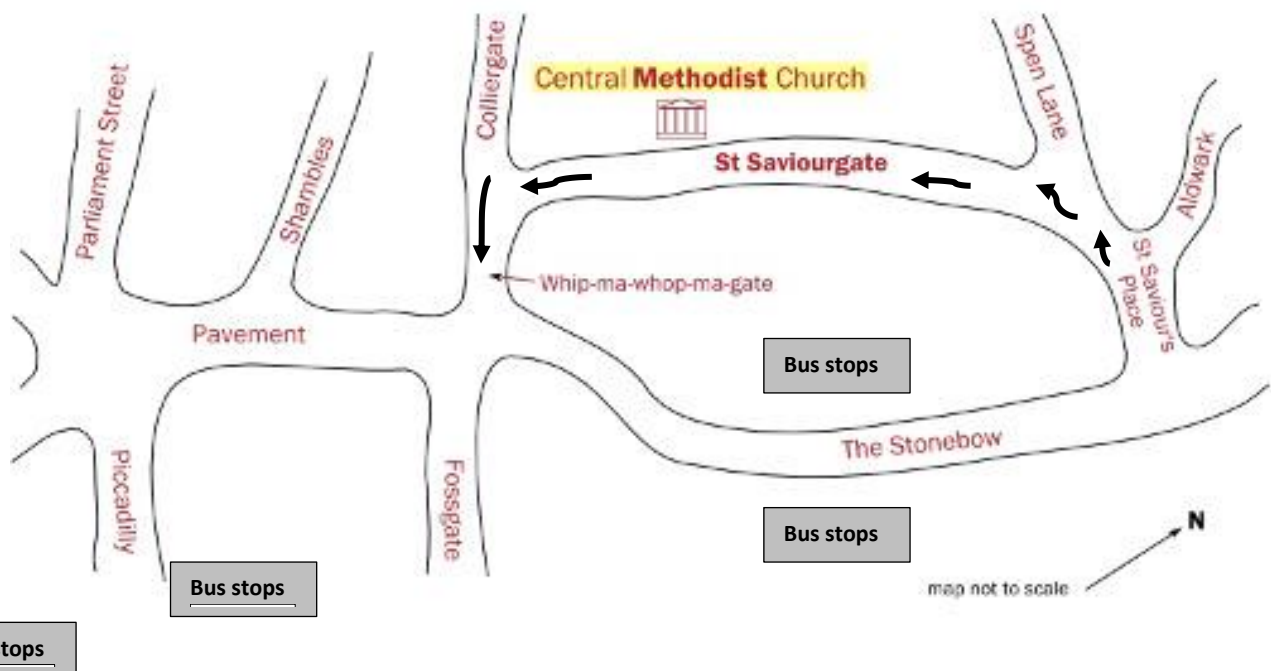 Colliergate
Spen Lane
Central Methodist Church
Parliament Street
Shambles
St Saviourgate
Aldwark
St Saviour's
Place
Whip-ma-whop-ma-gate
Pavement
Bus stops
The Stonebow
Piccadilly
Fossgate
Bus stops
N
map not to scale
Bus stops
tops